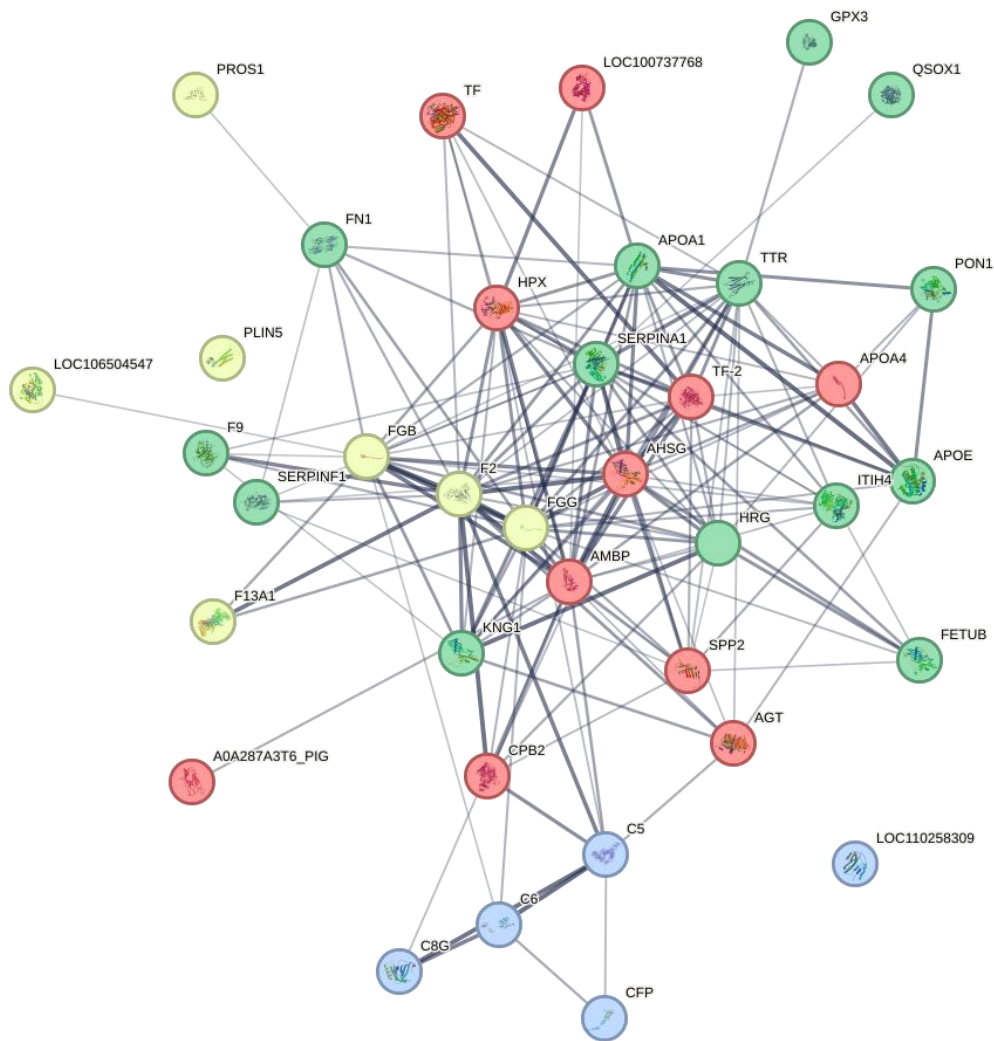 GPX3
LOC100737768
PROS1
QSOX1
TF
FN1
APOA1
TTR
PON1
HPX
PLIN5
SERPINA1
LOC106504547
TF-2
APOA4
F9
FGB
AHSG
APOE
F2
SERPINF1
ITIH4
FGG
HRG
AMBP
F13A1
KNG1
FETUB
SPP2
AGT
A0A287A3T6_PIG
CPB2
C5
LOC110258309
C6
C8G
CFP